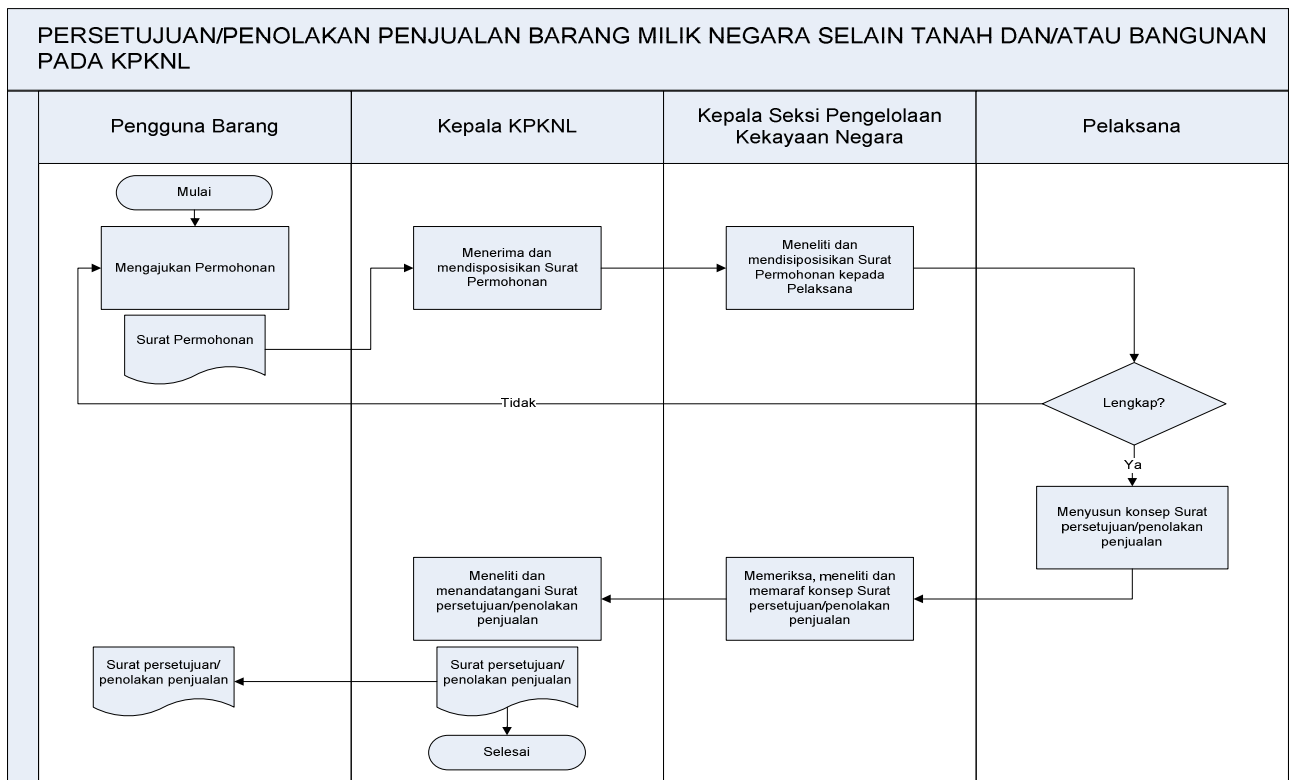 PERSETUJUAN/PENOLAKAN PENJUALAN BARANG MILIK NEGARA SELAIN TANAH DAN/ATAU BANGUNAN
PADA KPKNL
Pengguna Barang
Kepala KPKNL
Kepala Seksi Pengelolaan
Kekayaan Negara
Pelaksana
Mulai
Mengajukan Permohonan
Surat Permohonan
Menerima dan
mendisposisikan Surat
Permohonan
Meneliti dan
mendisiposisikan Surat
Permohonan kepada
Pelaksana
Lengkap?
Tidak
Ya
Menyusun konsep Surat
persetujuan/penolakan
penjualan
Memeriksa, meneliti dan
memaraf konsep Surat
persetujuan/penolakan
penjualan
Meneliti dan
menandatangani Surat
persetujuan/penolakan
penjualan
Surat persetujuan/
penolakan penjualan
Surat persetujuan/
penolakan penjualan
Selesai